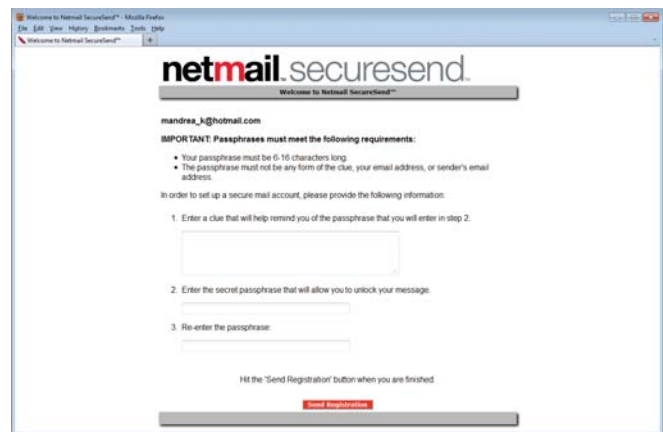 Welcome to Netmail SecureSend™ - Mozilla Firefox
File Edit View History Bookmarks Tools Help
Welcome to Netmail SecureSend™ +
netmail.securesend.
Welcome to Netmail SecureSend™
mandrea_k@hotmail.com
IMPORTANT: Passphrases must meet the following requirements:
• Your passphrase must be 6-16 characters long.
• The passphrase must not be any form of the clue, your email address, or sender's email
address.
In order to set up a secure mail account, please provide the following information:
1. Enter a clue that will help remind you of the passphrase that you will enter in step 2.
2. Enter the secret passphrase that will allow you to unlock your message.
3. Re-enter the passphrase:
Hit the 'Send Registration' button when you are finished.
Send Registration